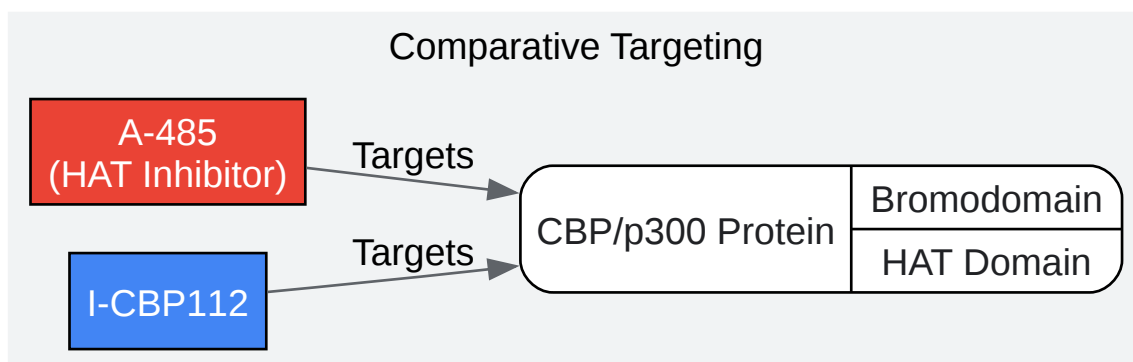 Comparative Targeting
A-485
(HAT Inhibitor)
Targets
I-CBP112
Targets
CBP/p300 Protein
Bromodomain
HAT Domain